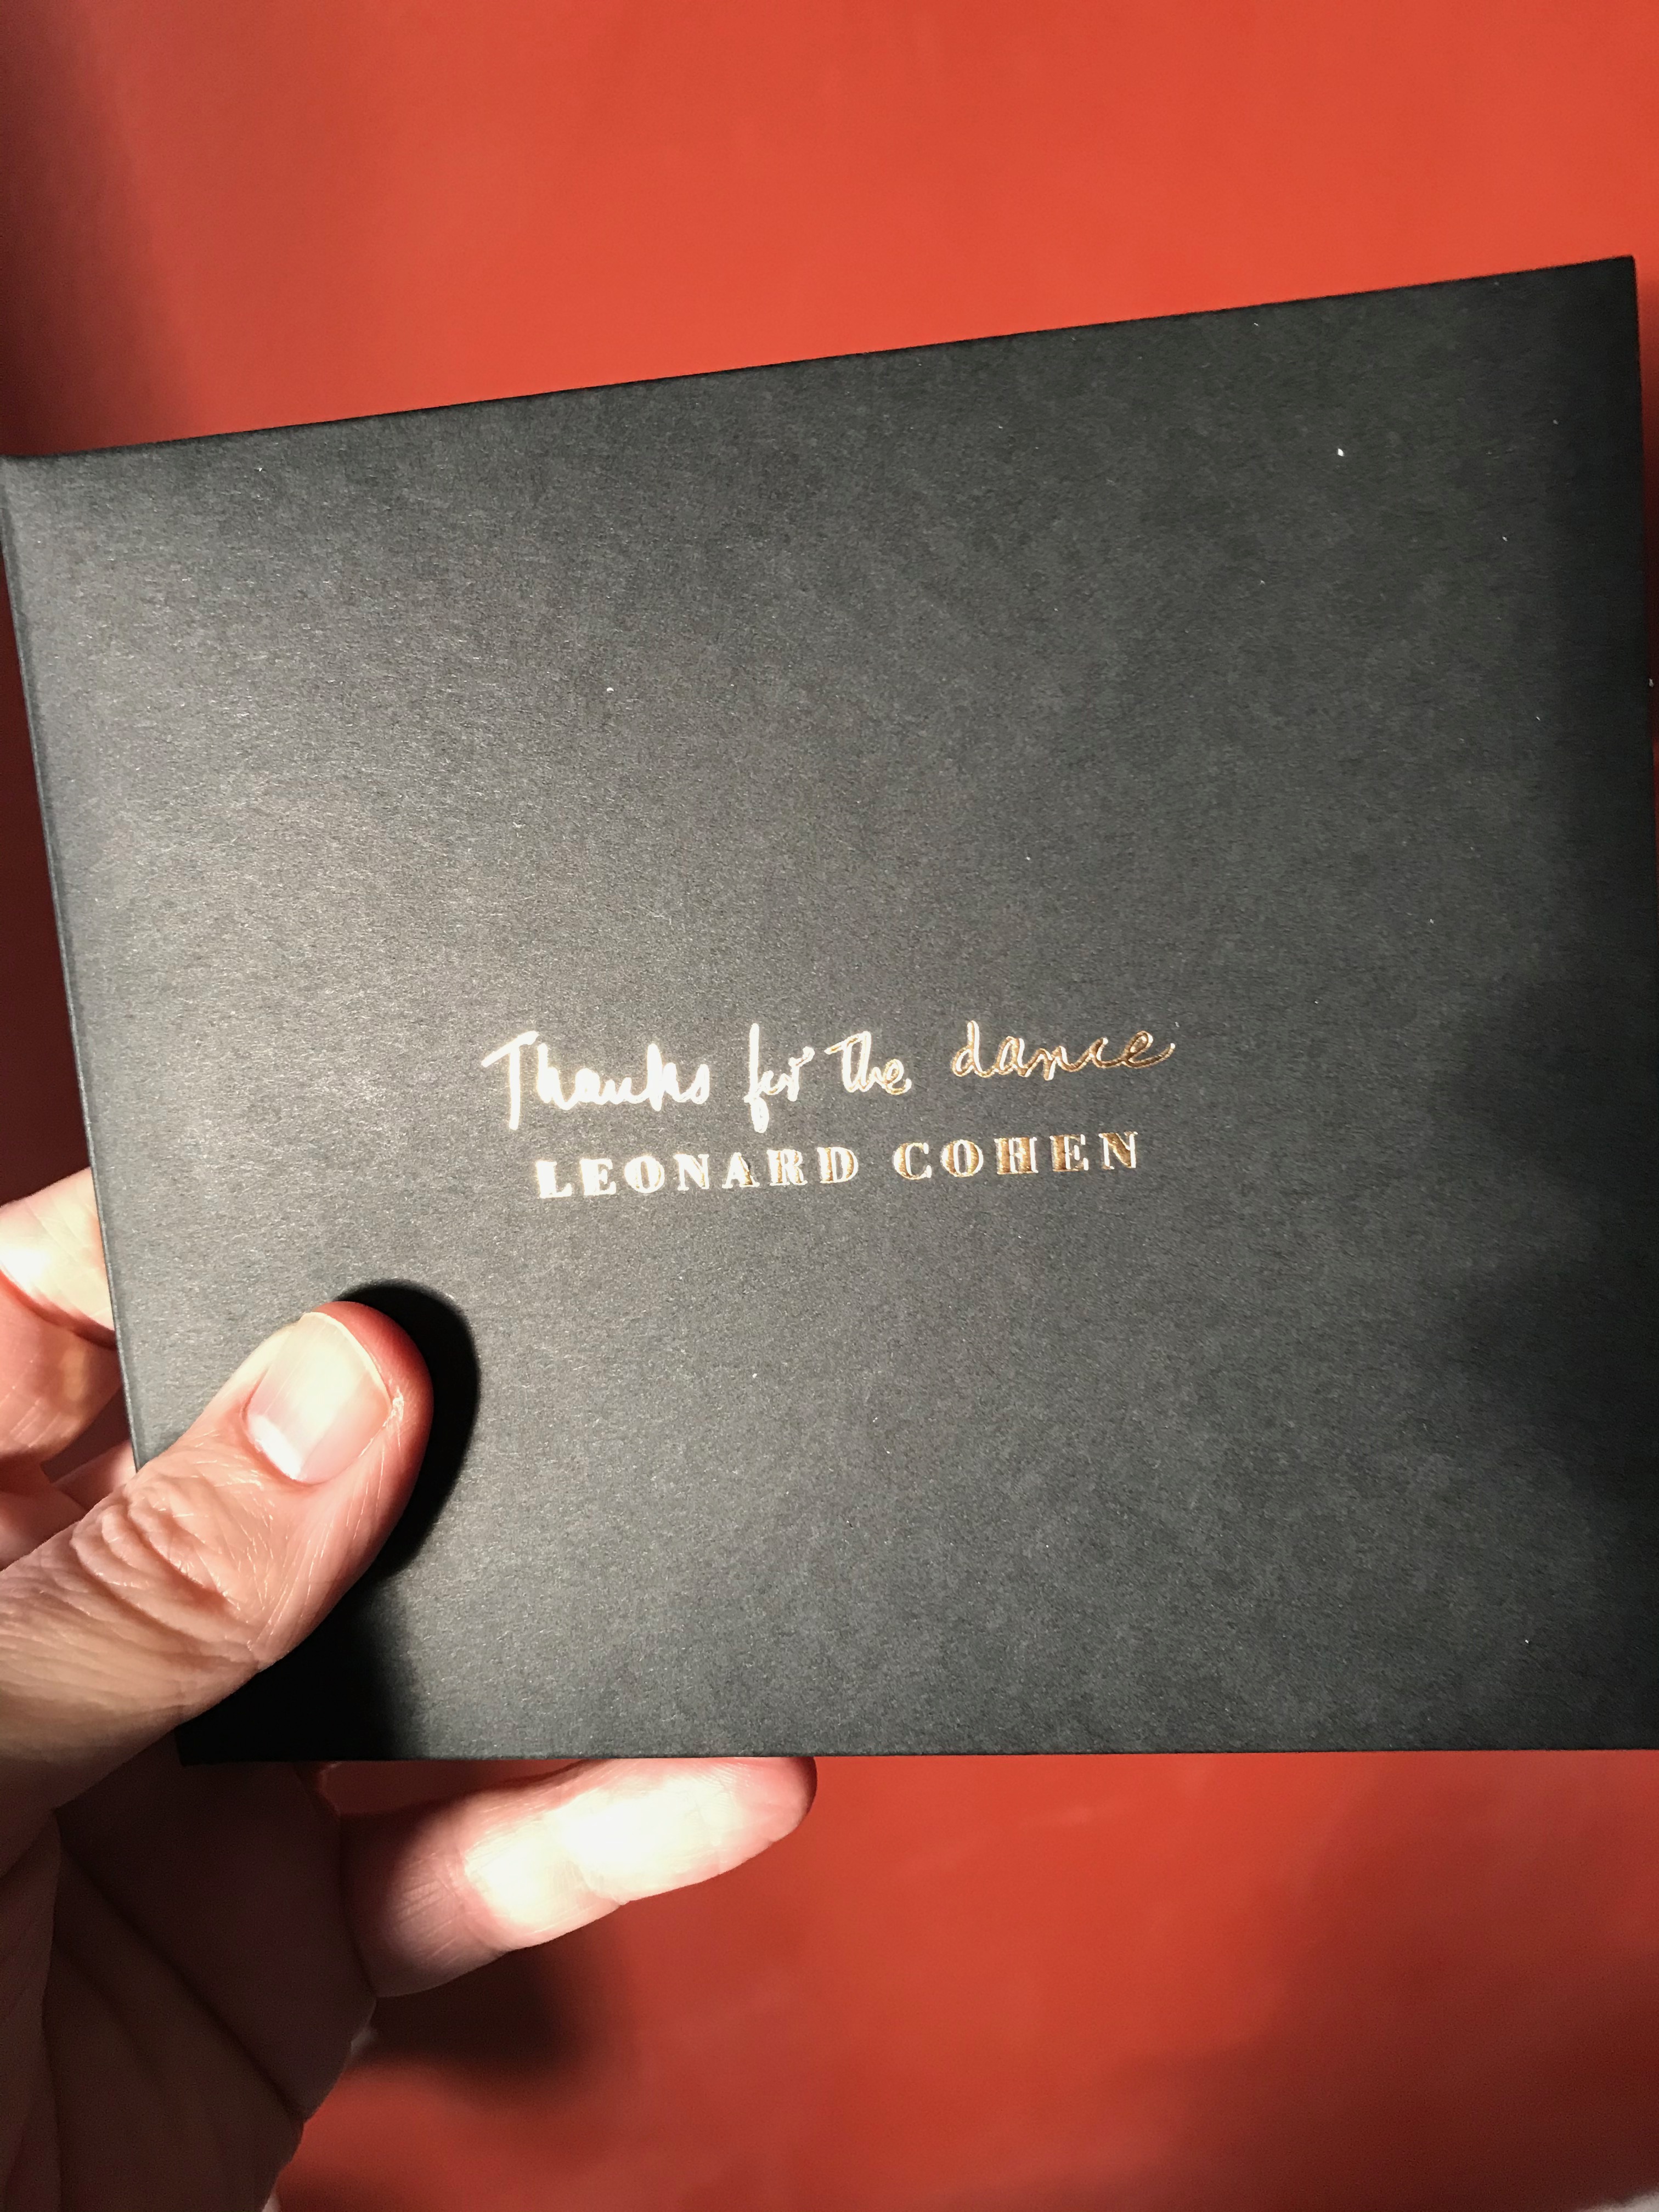 Thanks for the dance
LEONARD COHEN